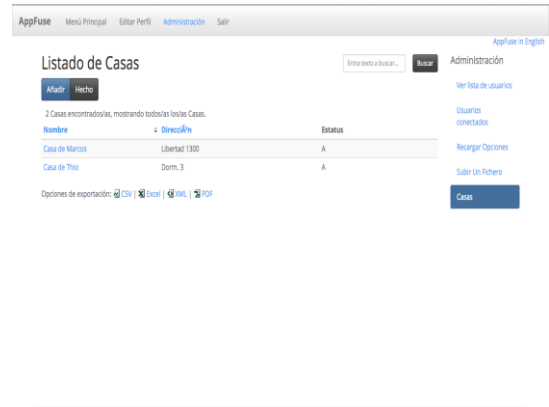 AppFuse Menú Principal Editar Perfil Administración Salir
AppFuse in English
Listado de Casas
Entra texto a buscar... Buscar
Añadir Hecho
2 Casas encontrados/as, mostrando todos/as los/as Casas.
Nombre DirecciÃ³n Estatus
Casa de Marcos Libertad 1300 A
Casa de Thio Dorm. 3 A
Opciones de exportación: CSV | Excel | XML | PDF
Administración
Ver lista de usuarios
Usuarios
conectados
Recargar Opciones
Subir Un Fichero
Casas